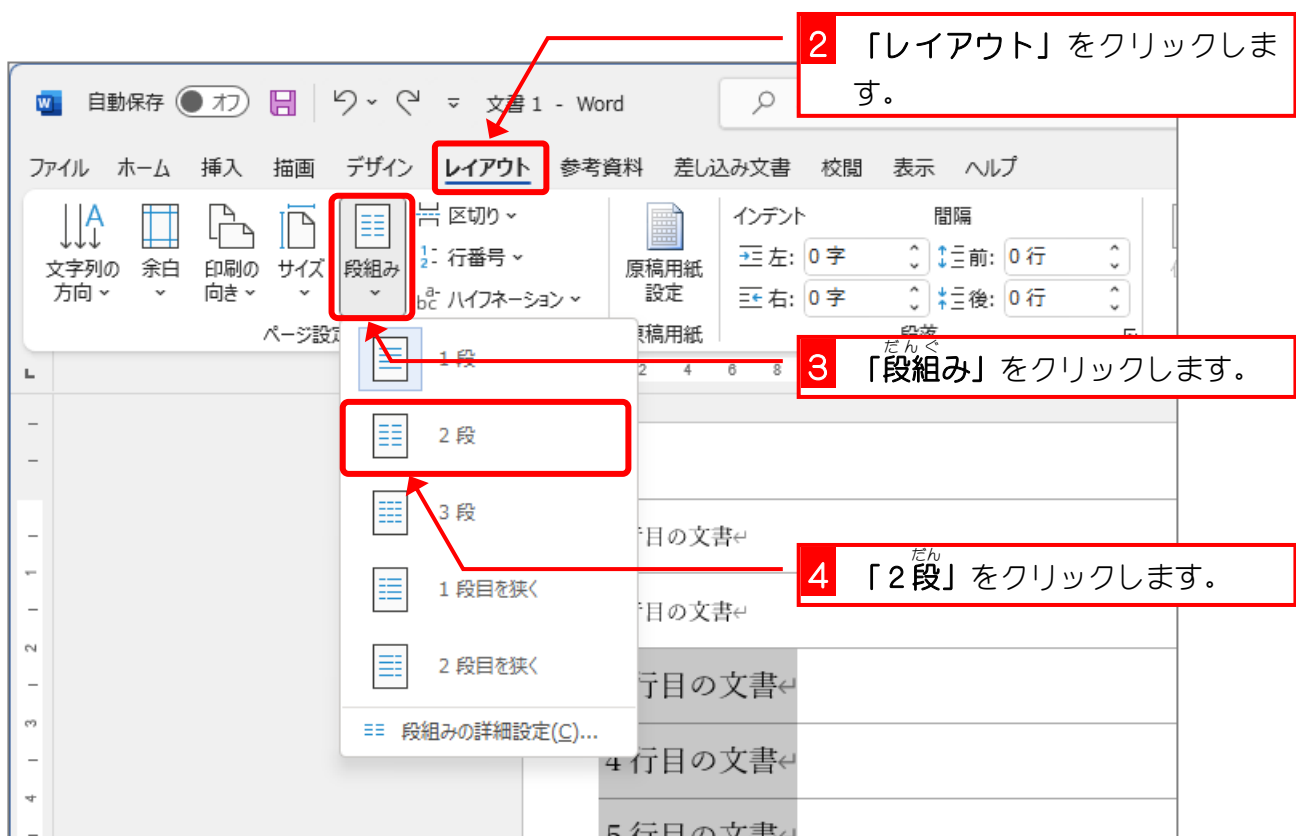 2 「レイアウト」をクリックしま
す。
自動保存 オフ 文書 1 - Word
ファイル ホーム 挿入 描画 デザイン レイアウト 参考資料 差し込み文書 校閲 表示 ヘルプ
文字列の方向 余白 印刷の向き サイズ 段組み
区切り
行番号
ハイフネーション
原稿用紙設定
インデント 間隔
左: 0 字 前: 0 行
右: 0 字 後: 0 行
ページ設 原稿用紙 段落
3 「段組み」をクリックします。
だんぐ
2 4 6 8
1 段
2 段
3 段
1 段目を狭く
2 段目を狭く
段組みの詳細設定(C)...
4 「2段」をクリックします。
だん
行目の文書↵
行目の文書↵
行目の文書↵
4 行目の文書↵
5 行目の文書↵
1
2
3
4